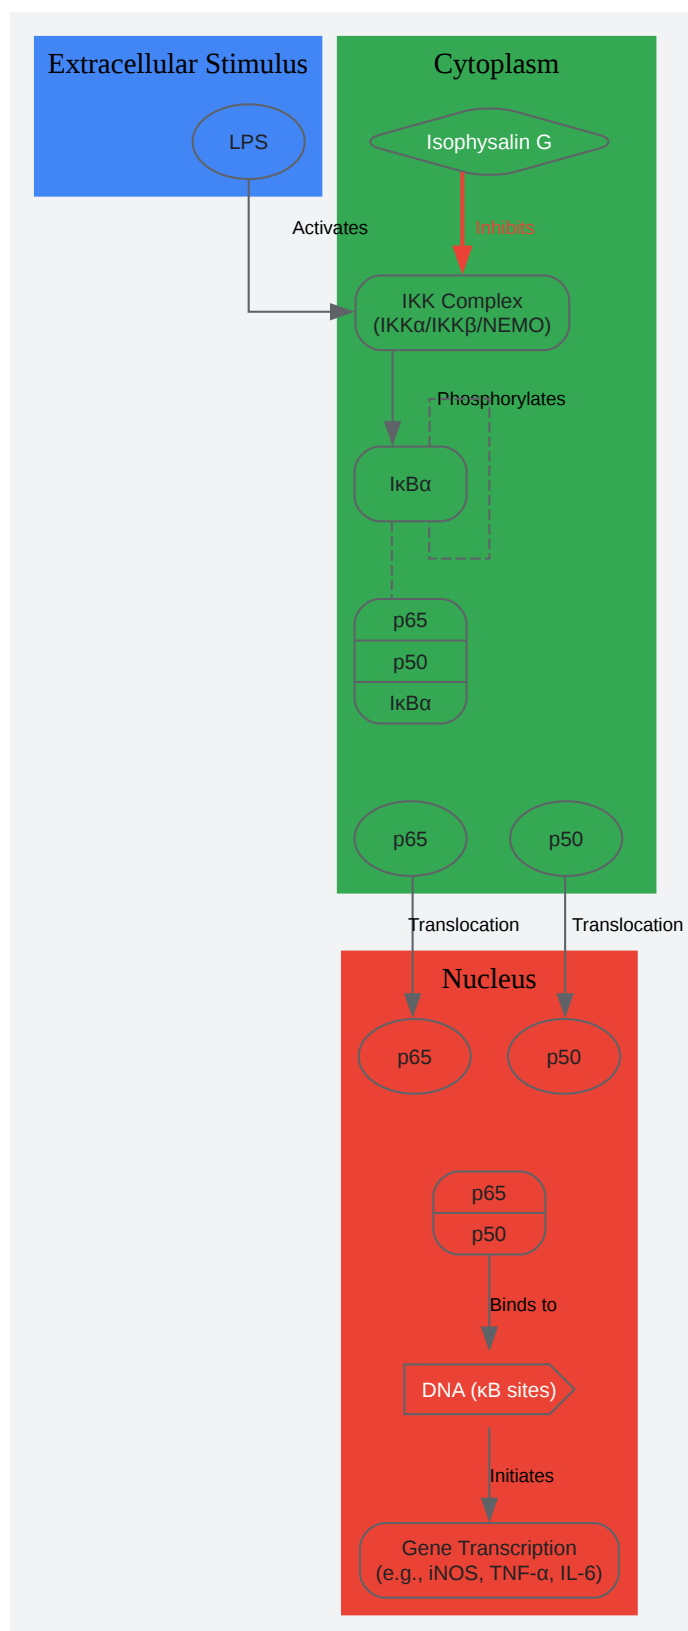 Extracellular Stimulus
Cytoplasm
LPS
Isophysalin G
Activates
Inhibits
IKK Complex
(IKKα/IKKβ/NEMO)
Phosphorylates
IκBα
p65
p50
IκBα
p65
p50
Translocation
Translocation
Nucleus
p65
p50
p65
p50
Binds to
DNA (κB sites)
Initiates
Gene Transcription
(e.g., iNOS, TNF-α, IL-6)